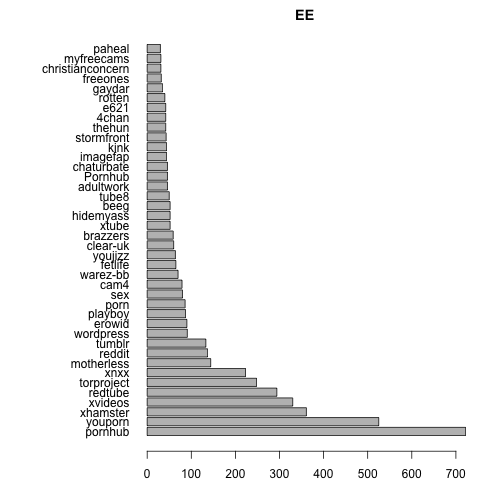 EE
paheal
myfreecams
christianconcern
freeones
gaydar
rotten
e621
4chan
thehun
stormfront
kink
imagefap
chaturbate
Pornhub
adultwork
tube8
beeg
hidemyass
xtube
brazzers
clear-uk
youjizz
fetlife
warez-bb
cam4
sex
porn
playboy
erowid
wordpress
tumblr
reddit
motherless
xnxx
torproject
redtube
xvideos
xhamster
youporn
pornhub
0 100 200 300 400 500 600 700